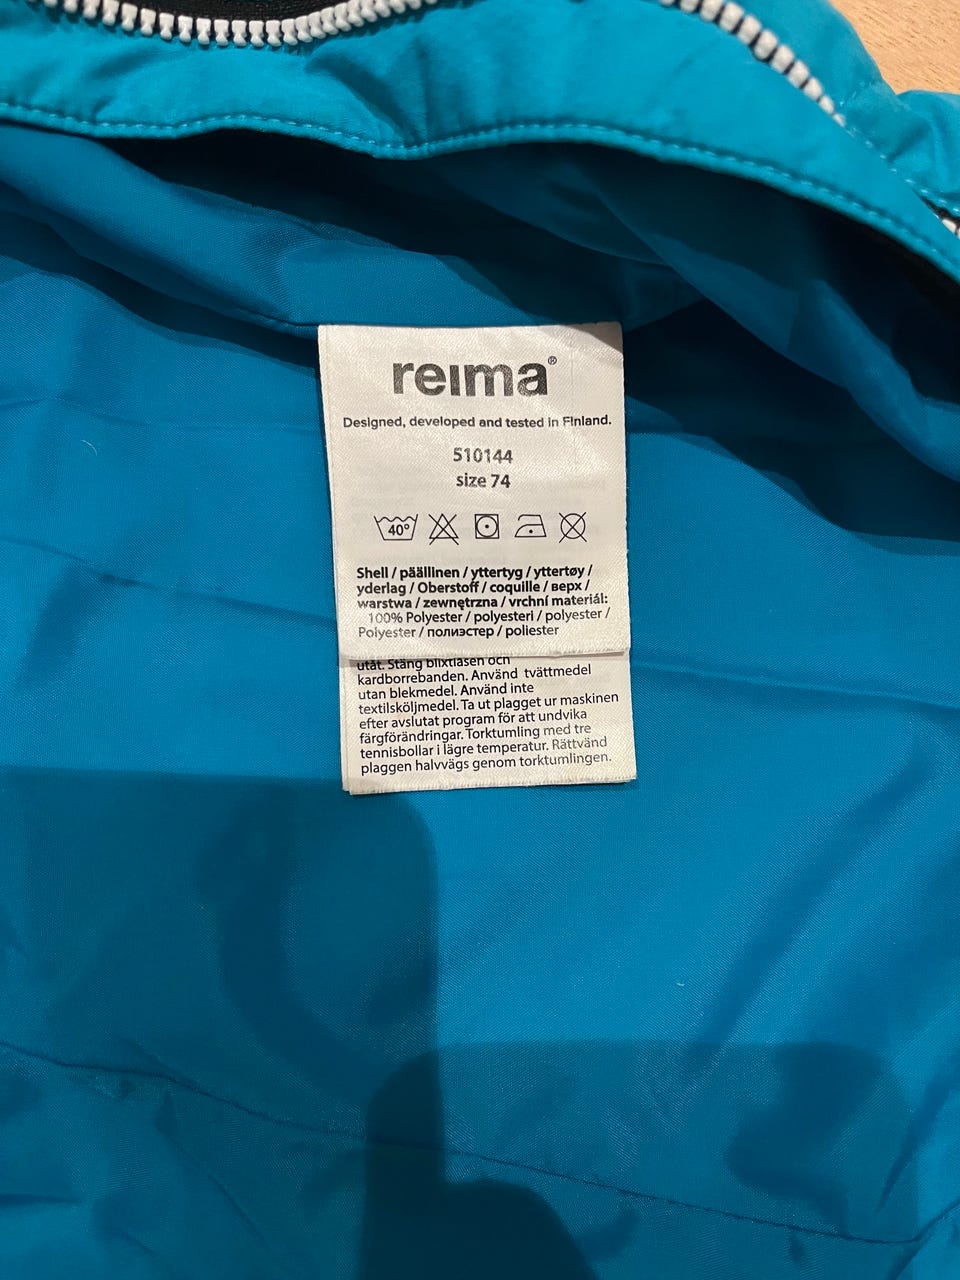 reima®
Designed, developed and tested in Finland.
510144
size 74
40°
Shell / päällinen / yttertyg / yttertøy /
yderlag / Oberstoff / coquille / верх /
warstwa / zewnętrzna / vrchní materiál:
100% Polyester / polyesteri / polyester /
Polyester / полиэстер / poliester
utåt. Stäng blixtlåsen och
kardborrebanden. Använd tvättmedel
utan blekmedel. Använd inte
textilsköljmedel. Ta ut plagget ur maskinen
efter avslutat program för att undvika
färgförändringar. Torktumling med tre
tennisbollar i lägre temperatur. Rättvänd
plaggen halvvägs genom torktumlingen.